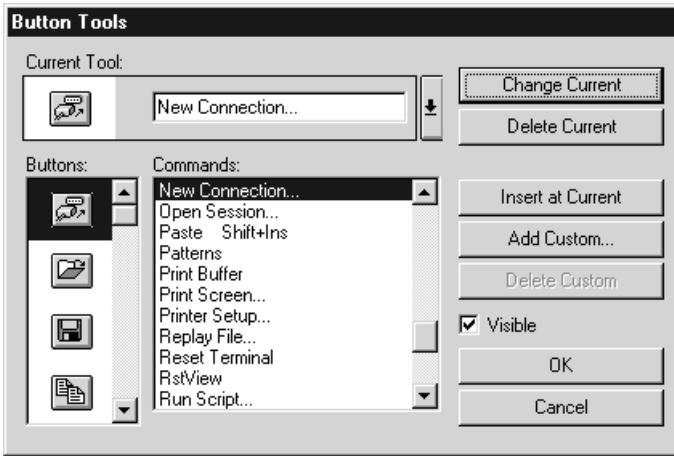 Button Tools
Current Tool:
New Connection...
Change Current
Delete Current
Buttons:
Commands:
New Connection...
Open Session...
Paste Shift+Ins
Patterns
Print Buffer
Print Screen...
Printer Setup...
Replay File...
Reset Terminal
RstView
Run Script...
Insert at Current
Add Custom...
Delete Custom
Visible
OK
Cancel